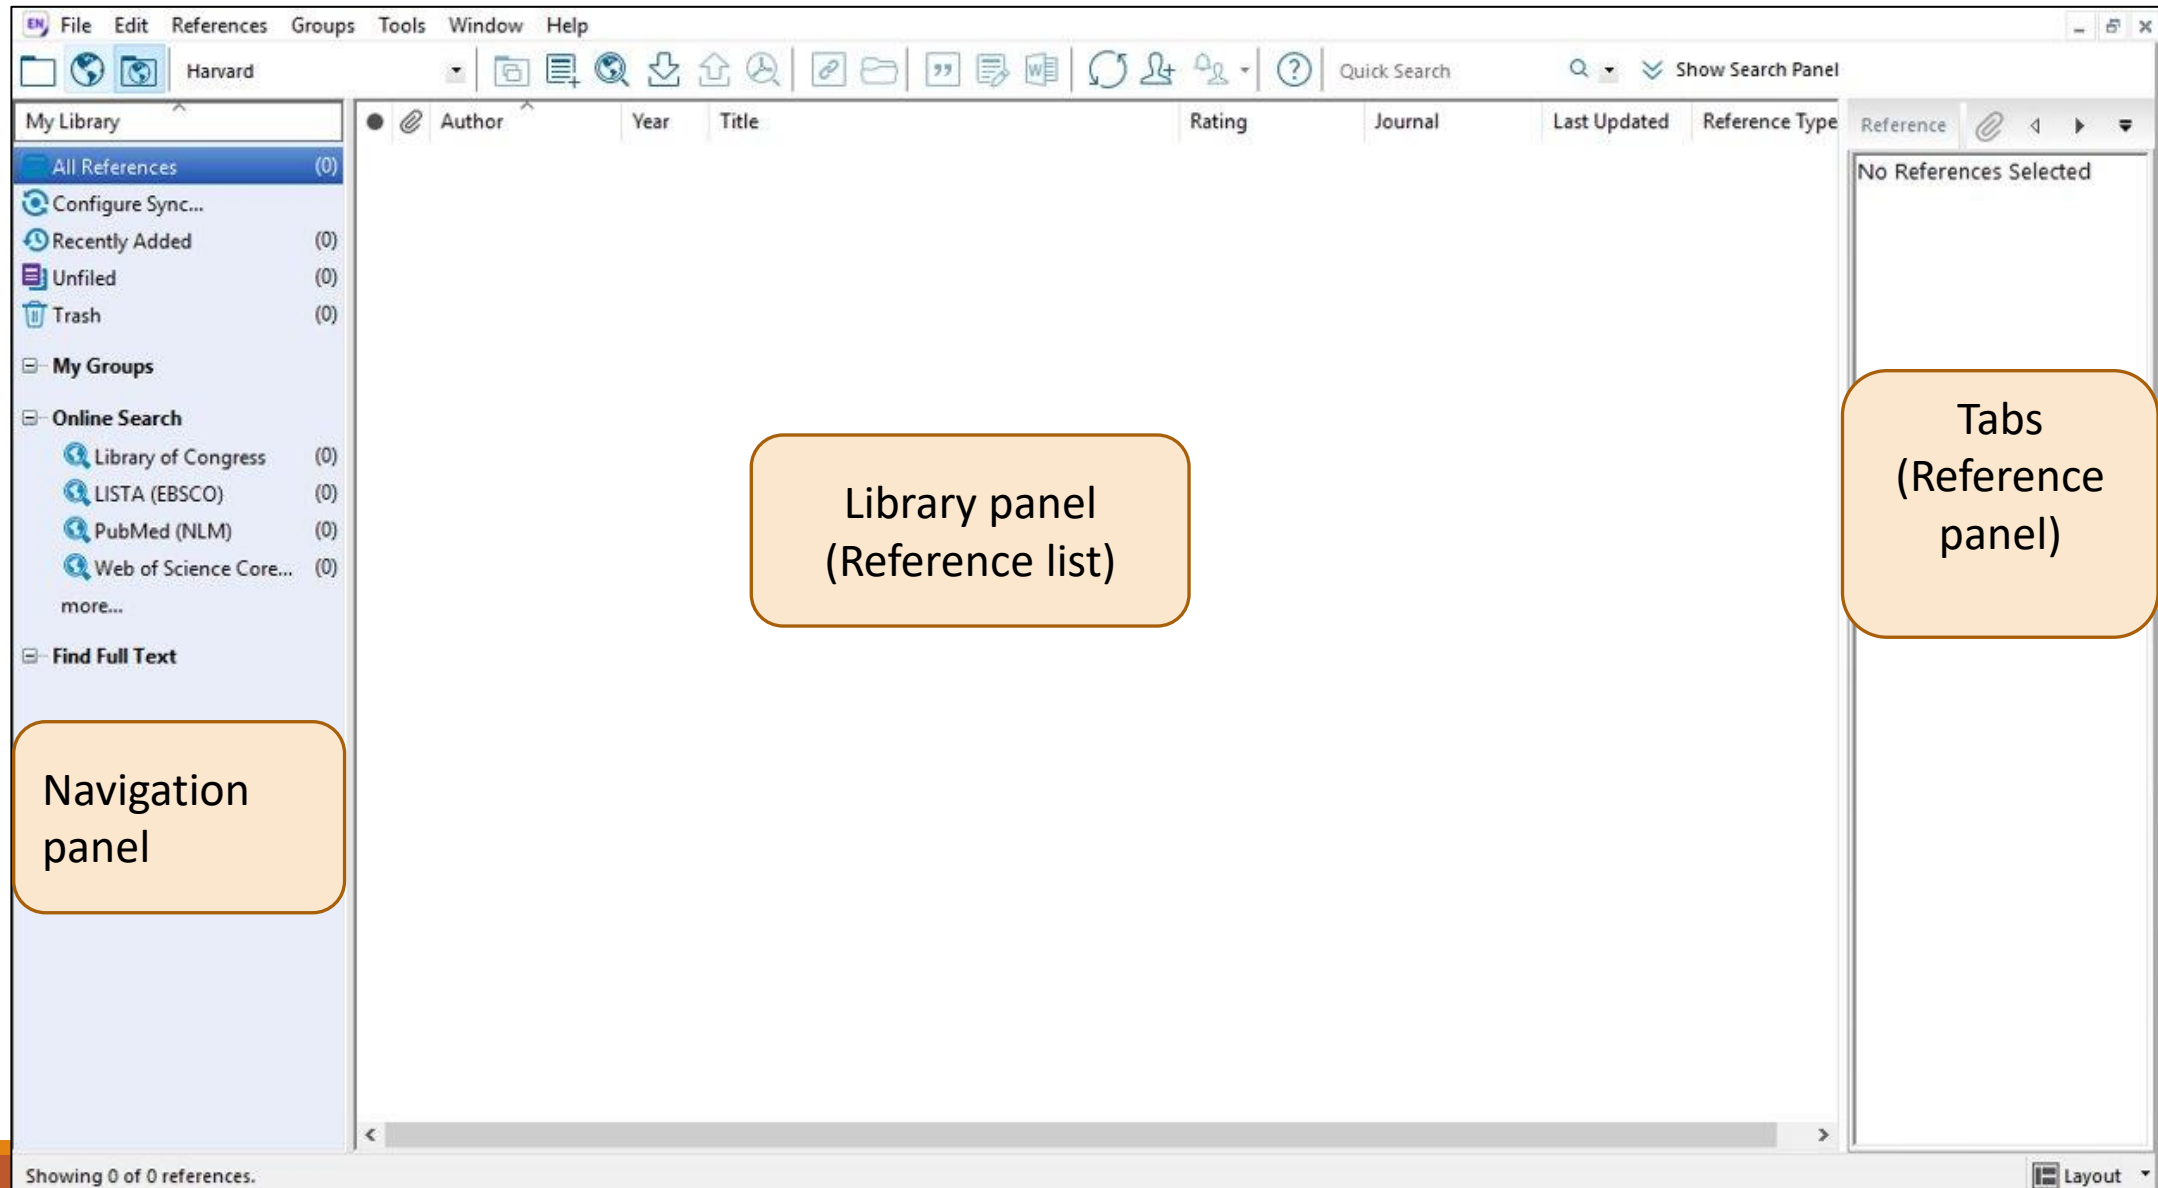 EN File Edit References Groups Tools Window Help
Harvard Quick Search Show Search Panel
My Library
All References (0)
Configure Sync...
Recently Added (0)
Unfiled (0)
Trash (0)
My Groups
Online Search
Library of Congress (0)
LISTA (EBSCO) (0)
PubMed (NLM) (0)
Web of Science Core... (0)
more...
Find Full Text
Navigation
panel
Author Year Title Rating Journal Last Updated Reference Type
Library panel
(Reference list)
Reference
No References Selected
Tabs
(Reference
panel)
Showing 0 of 0 references.
Layout